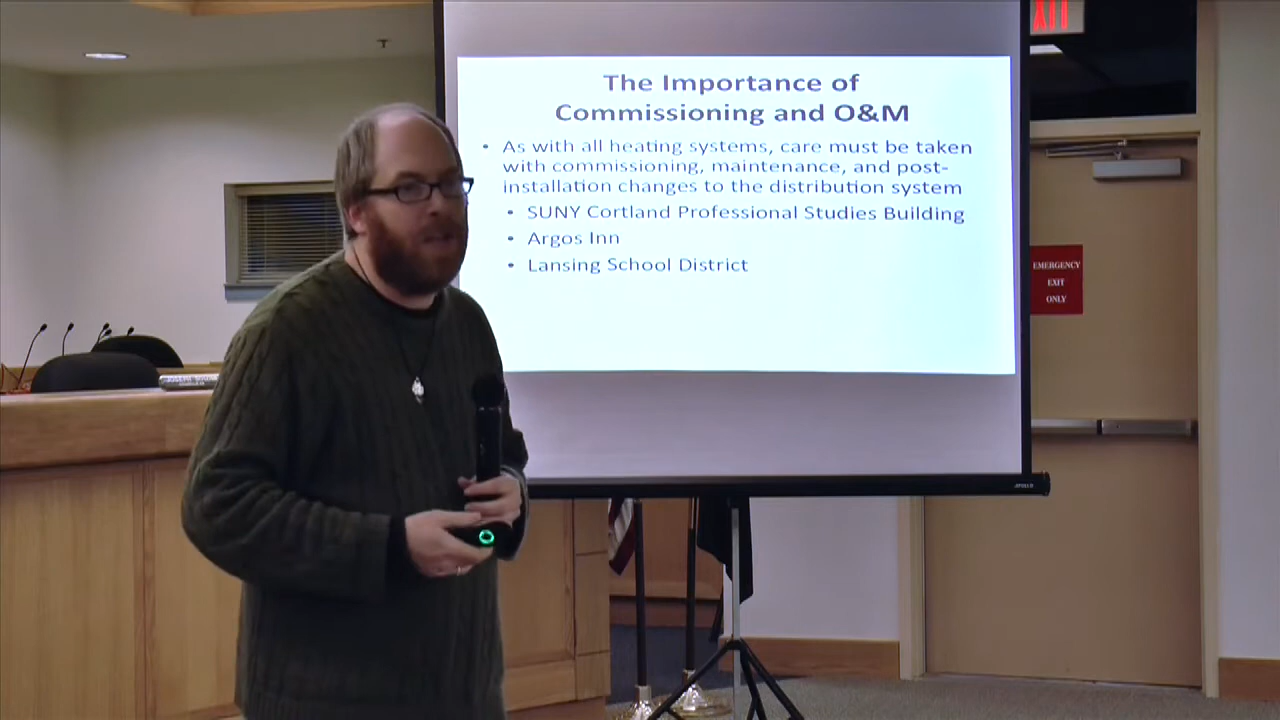 EXIT
The Importance of
Commissioning and O&M
• As with all heating systems, care must be taken
with commissioning, maintenance, and post-
installation changes to the distribution system
• SUNY Cortland Professional Studies Building
• Argos Inn
• Lansing School District
EMERGENCY
EXIT
ONLY